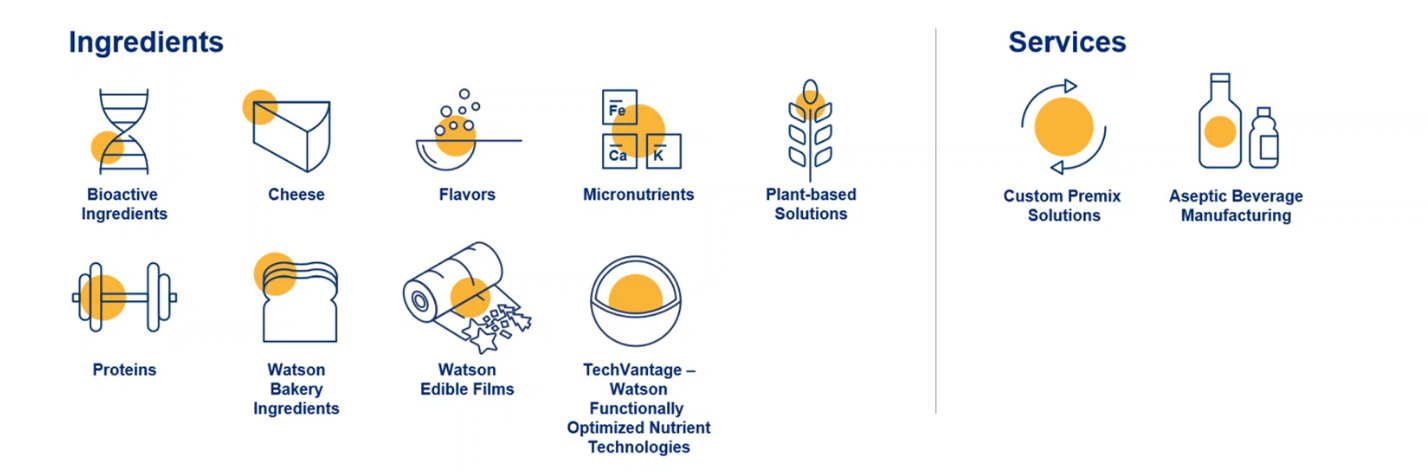 Ingredients
Services
Fe
Ca
K
Bioactive
Ingredients
Cheese
Flavors
Micronutrients
Plant-based
Solutions
Custom Premix
Solutions
Aseptic Beverage
Manufacturing
Proteins
Watson
Bakery
Ingredients
Watson
Edible Films
TechVantage –
Watson
Functionally
Optimized Nutrient
Technologies